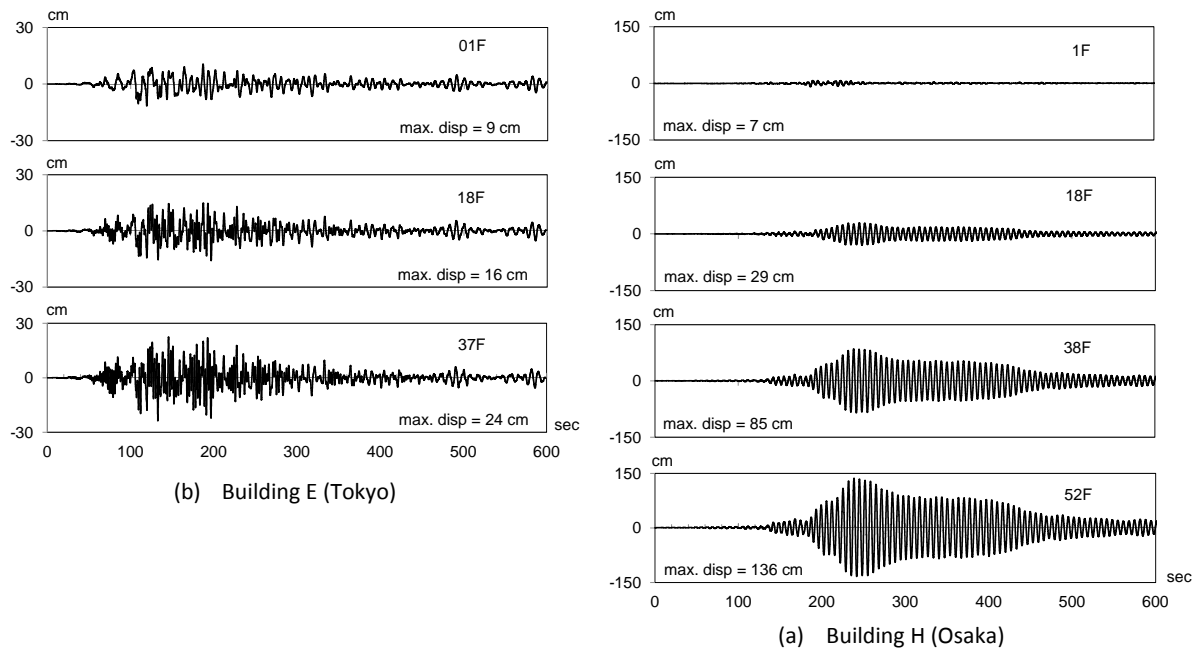 cm
30
01F
0
max. disp = 9 cm
-30
cm
30
18F
0
max. disp = 16 cm
-30
cm
30
37F
0
max. disp = 24 cm
-30
sec
0 100 200 300 400 500 600
(b) Building E (Tokyo)
cm
150
1F
0
max. disp = 7 cm
-150
cm
150
18F
0
max. disp = 29 cm
-150
cm
150
38F
0
max. disp = 85 cm
-150
cm
150
52F
0
max. disp = 136 cm
-150
sec
0 100 200 300 400 500 600
(a) Building H (Osaka)